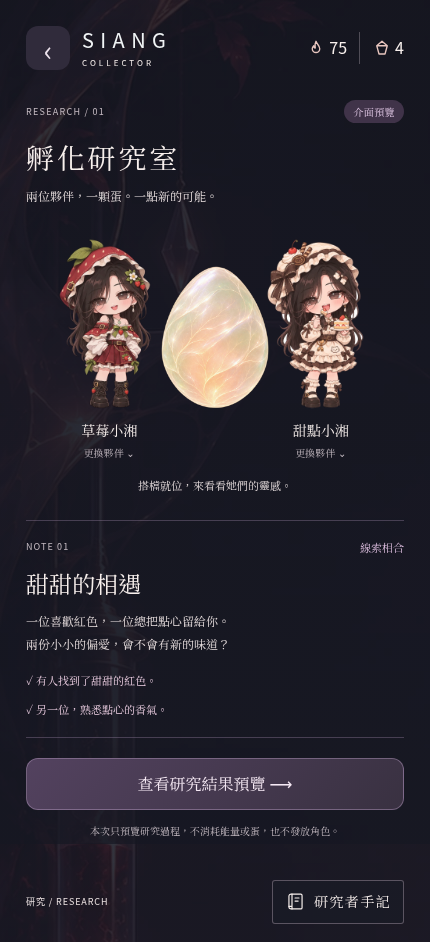 ‹ SIANG
COLLECTOR
75
4
RESEARCH / 01
介面預覽
孵化研究室
兩位夥伴，一顆蛋。一點新的可能。
草莓小湘
甜點小湘
更換夥伴 ⌄
更換夥伴 ⌄
搭檔就位，來看看她們的靈感。
NOTE 01
線索相合
甜甜的相遇
一位喜歡紅色，一位總把點心留給你。
兩份小小的偏愛，會不會有新的味道？
✓ 有人找到了甜甜的紅色。
✓ 另一位，熟悉點心的香氣。
查看研究結果預覽 ⟶
本次只預覽研究過程，不消耗能量或蛋，也不發放角色。
研究 / RESEARCH
研究者手記